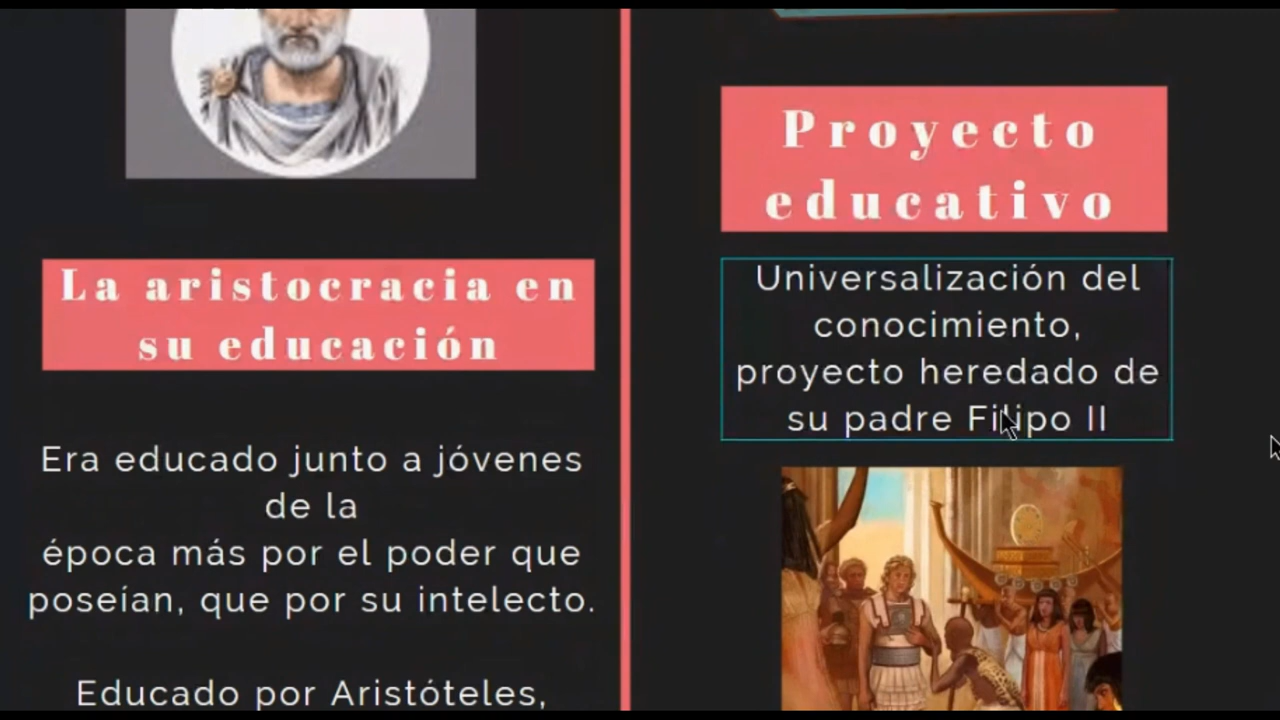 La aristocracia en
su educación
Era educado junto a jóvenes
de la
época más por el poder que
poseían, que por su intelecto.
Educado por Aristóteles,
Proyecto
educativo
Universalización del
conocimiento,
proyecto heredado de
su padre Filipo II